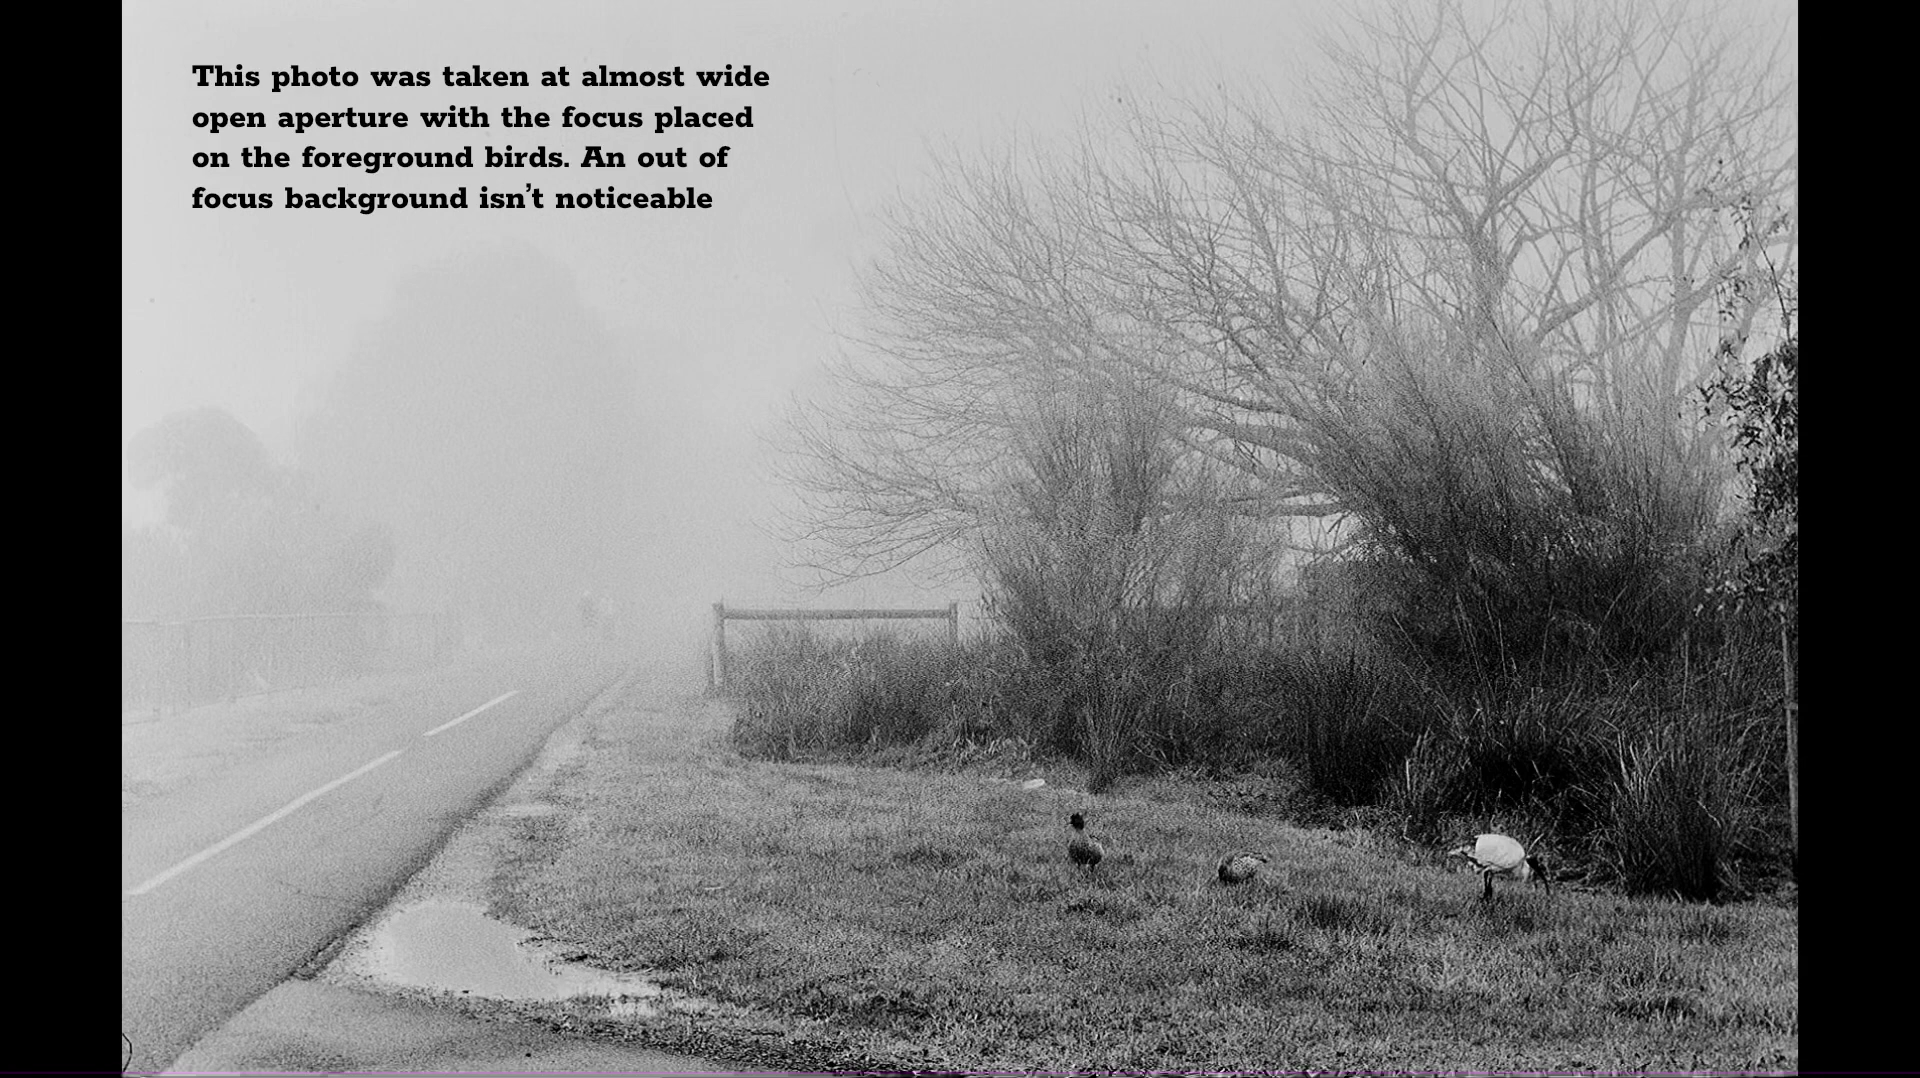 This photo was taken at almost wide
open aperture with the focus placed
on the foreground birds. An out of
focus background isn't noticeable